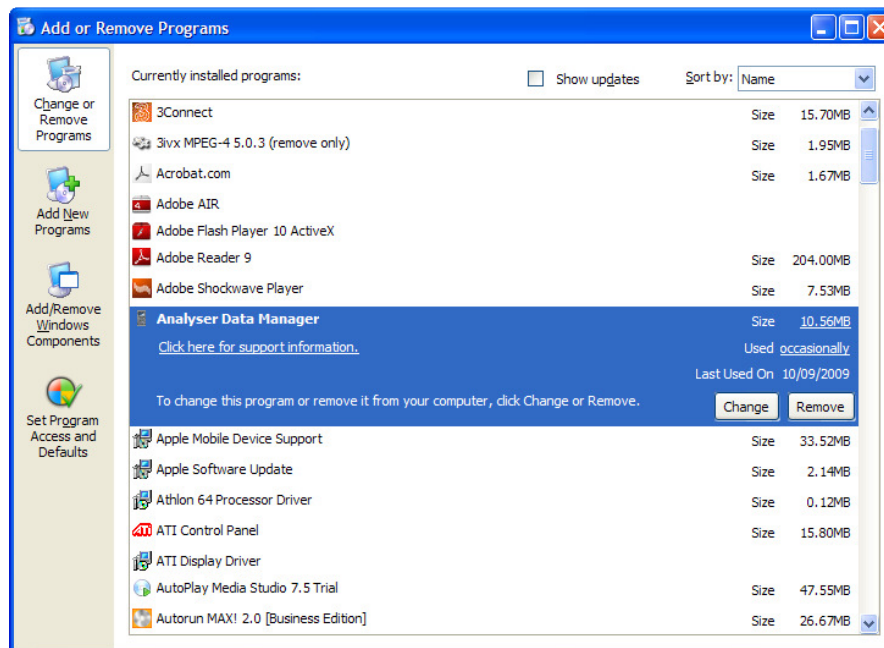 Add or Remove Programs
Change or
Remove
Programs
Add New
Programs
Add/Remove
Windows
Components
Set Program
Access and
Defaults
Currently installed programs:
Show updates
Sort by: Name
3Connect Size 15.70MB
3ivx MPEG-4 5.0.3 (remove only) Size 1.95MB
Acrobat.com Size 1.67MB
Adobe AIR
Adobe Flash Player 10 ActiveX
Adobe Reader 9 Size 204.00MB
Adobe Shockwave Player Size 7.53MB
Analyser Data Manager Size 10.56MB
Click here for support information. Used occasionally
Last Used On 10/09/2009
To change this program or remove it from your computer, click Change or Remove. Change Remove
Apple Mobile Device Support Size 33.52MB
Apple Software Update Size 2.14MB
Athlon 64 Processor Driver Size 0.12MB
ATI ATI Control Panel Size 15.80MB
ATI Display Driver
AutoPlay Media Studio 7.5 Trial Size 47.55MB
Autorun MAX! 2.0 [Business Edition] Size 26.67MB